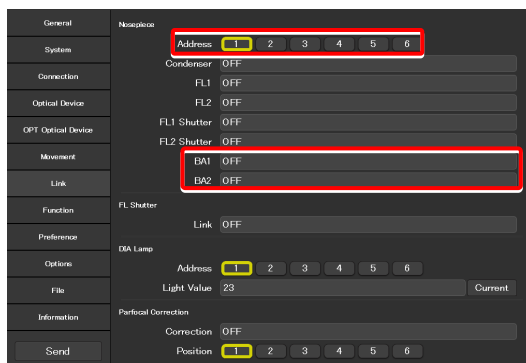 General
System
Connection
Optical Device
OPT Optical Device
Movement
Link
Function
Preference
Options
File
Information
Send
Nosepiece
Address 1 2 3 4 5 6
Condenser OFF
FL1 OFF
FL2 OFF
FL1 Shutter OFF
FL2 Shutter OFF
BA1 OFF
BA2 OFF
FL Shutter
Link OFF
DIA Lamp
Address 1 2 3 4 5 6
Light Value 23 Current
Parfocal Correction
Correction OFF
Position 1 2 3 4 5 6